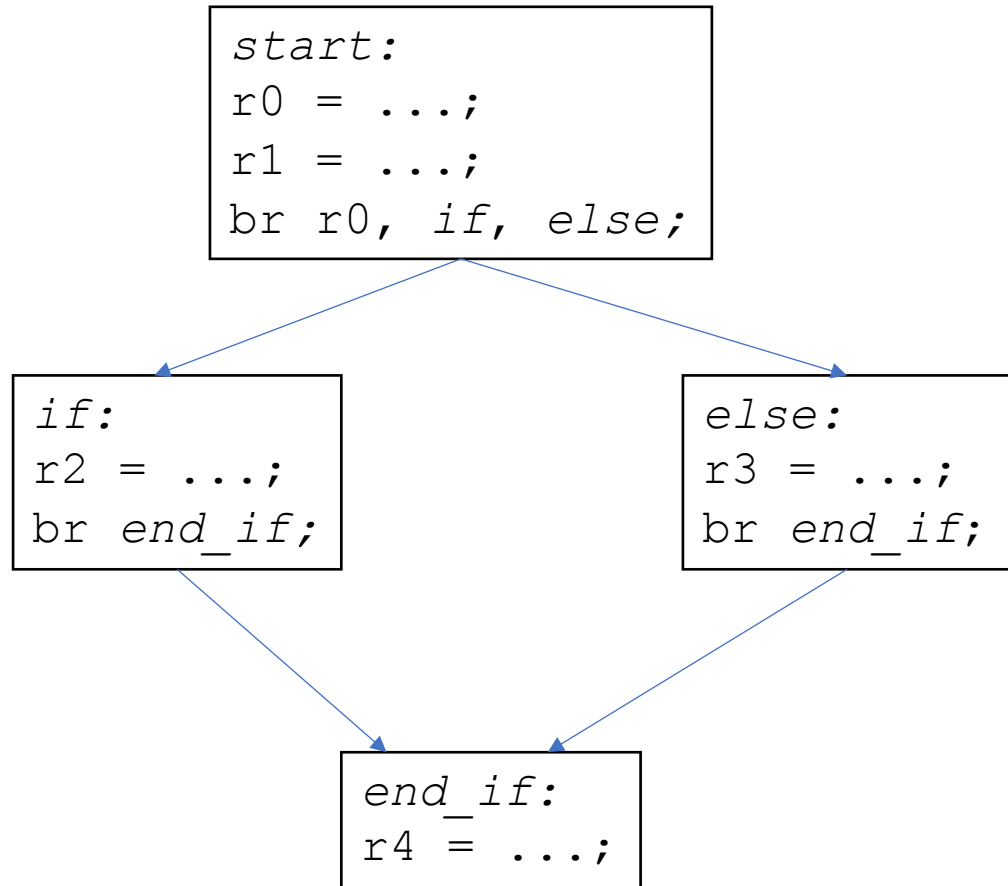 start:
r0 = ...;
r1 = ...;
br r0, if, else;
if:
r2 = ...;
br end_if;
else:
r3 = ...;
br end_if;
end_if:
r4 = ...;